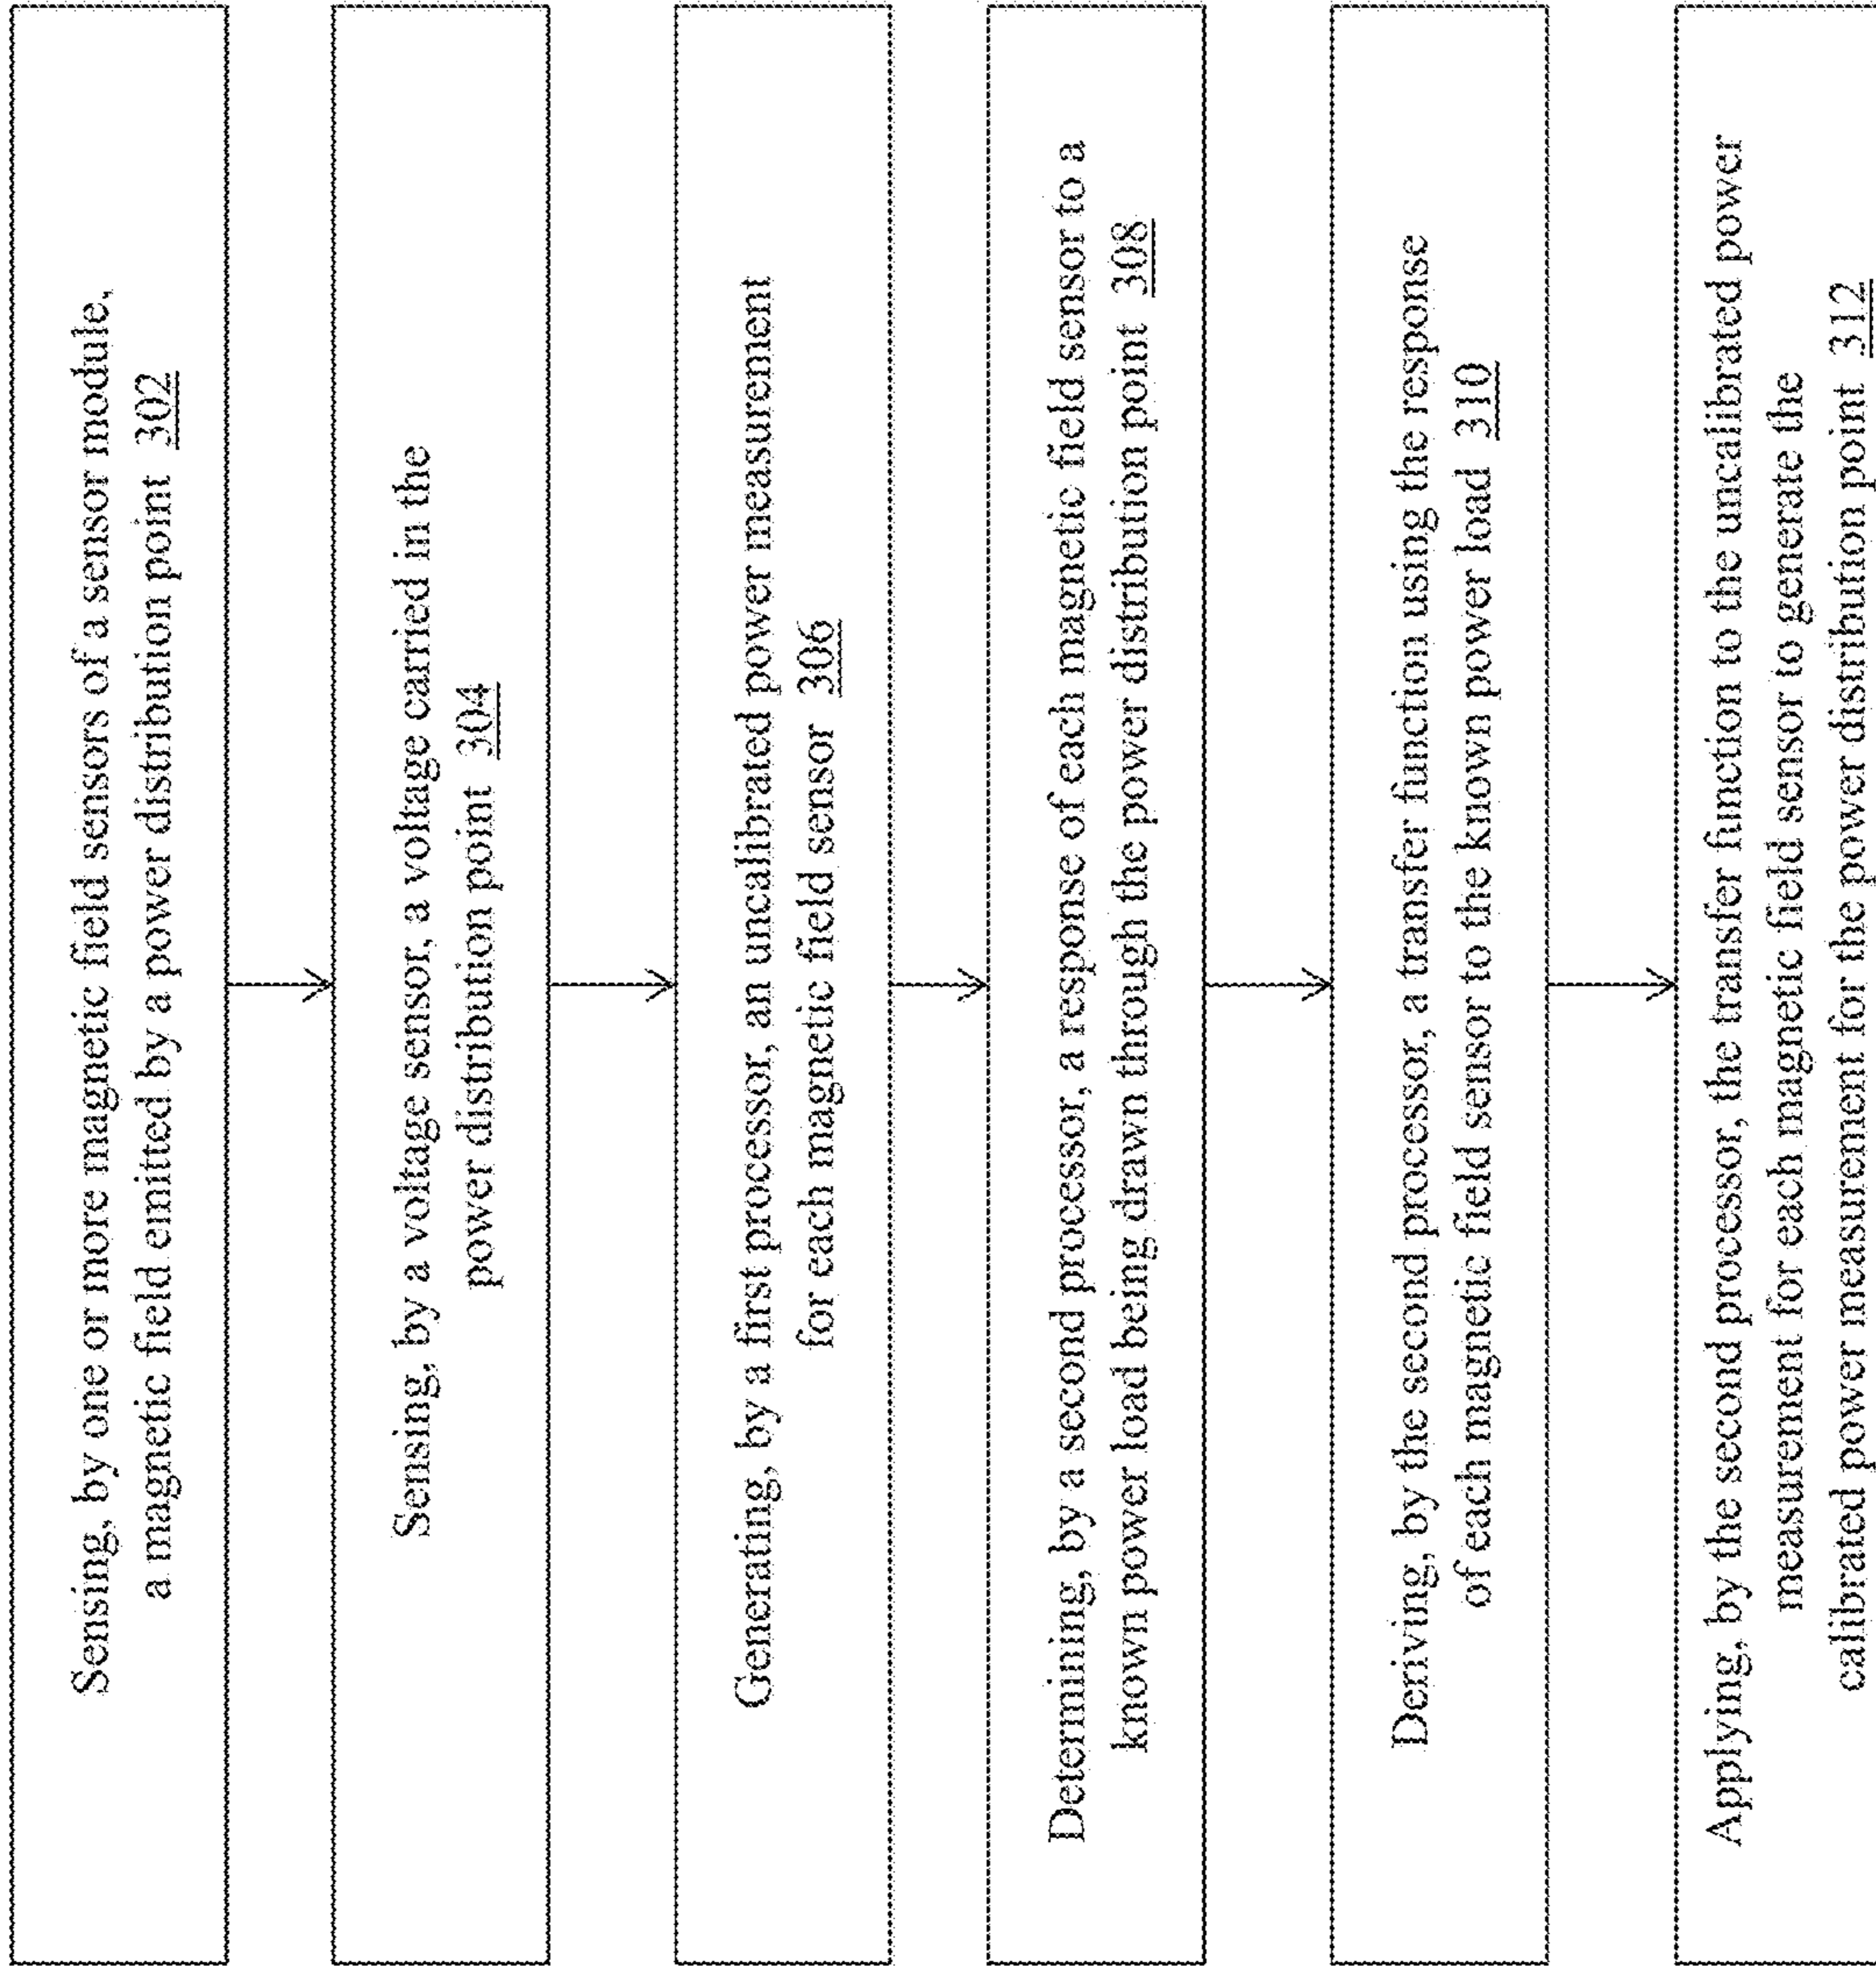 Sensing, by one or more magnetic field sensors of a sensor module,
a magnetic field emitted by a power distribution point 302
Sensing, by a voltage sensor, a voltage carried in the
power distribution point 304
Generating, by a first processor, an uncalibrated power measurement
for each magnetic field sensor 306
Determining, by a second processor, a response of each magnetic field sensor to a
known power load being drawn through the power distribution point 308
Deriving, by the second processor, a transfer function using the response
of each magnetic field sensor to the known power load 310
Applying, by the second processor, the transfer function to the uncalibrated power
measurement for each magnetic field sensor to generate the
calibrated power measurement for the power distribution point 312